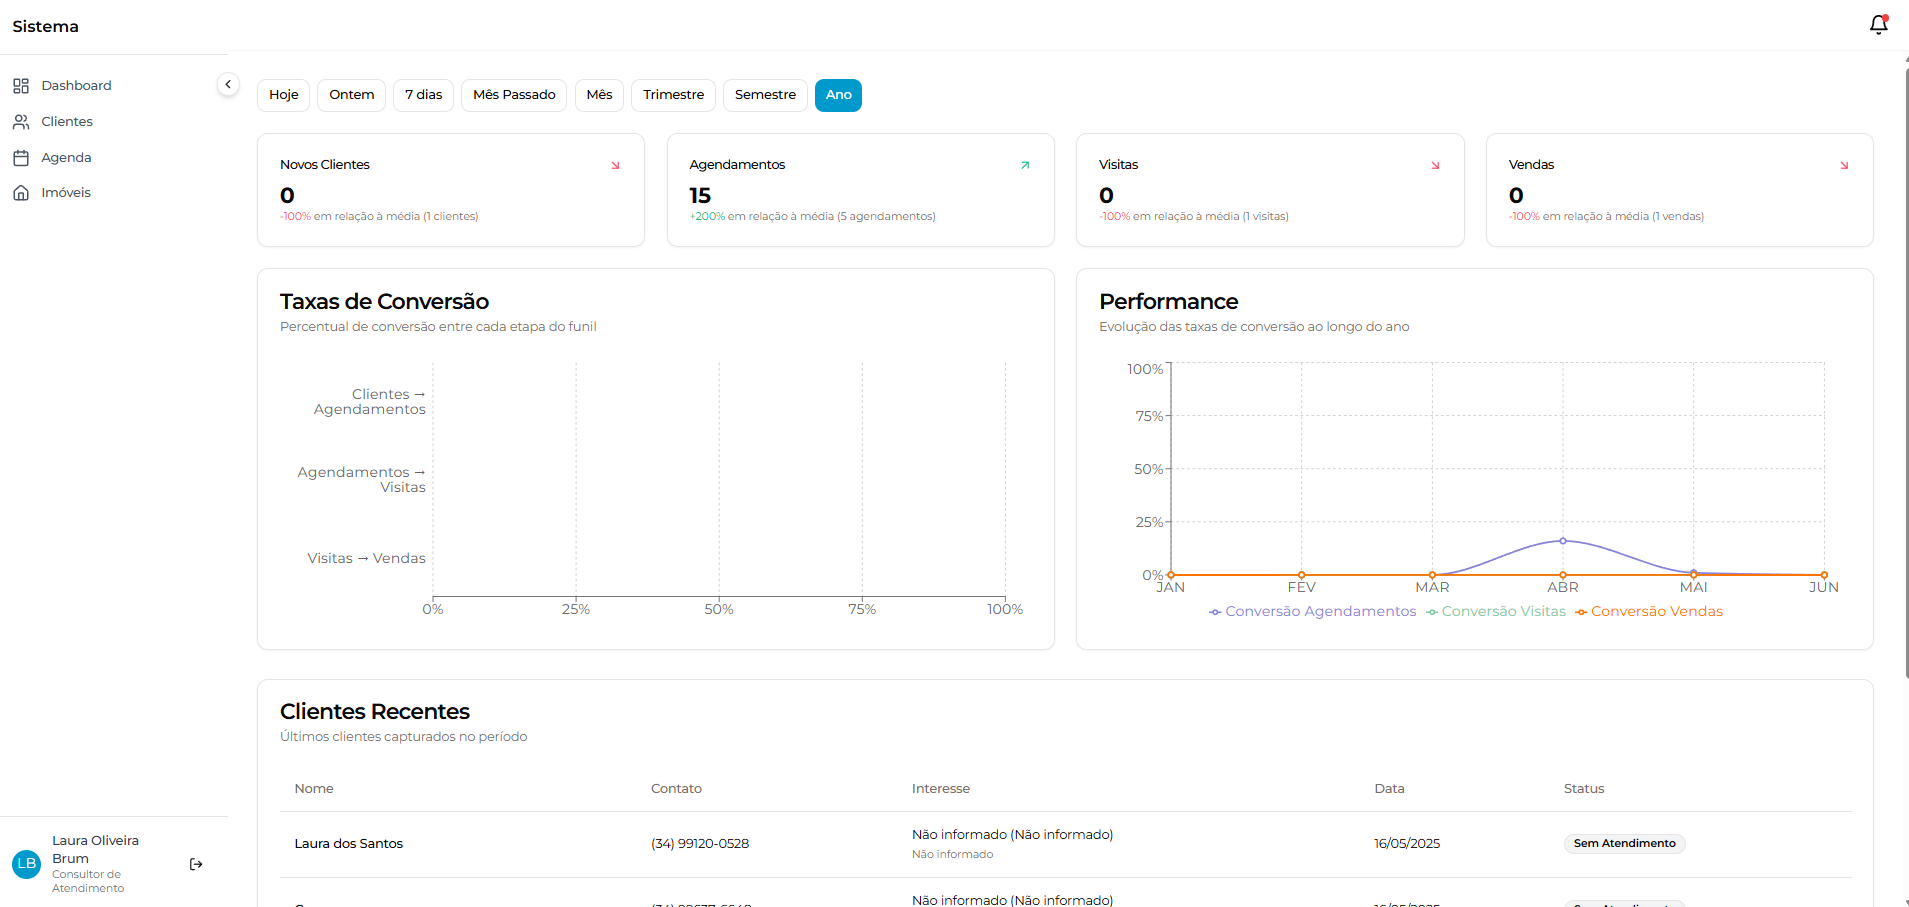 Sistema
Dashboard
Clientes
Agenda
Imóveis
Hoje Ontem 7 dias Mês Passado Mês Trimestre Semestre Ano
Novos Clientes
0
-100% em relação à média (1 clientes)
Agendamentos
15
+200% em relação à média (5 agendamentos)
Visitas
0
-100% em relação à média (1 visitas)
Vendas
0
-100% em relação à média (1 vendas)
Taxas de Conversão
Percentual de conversão entre cada etapa do funil
Clientes →
Agendamentos
Agendamentos →
Visitas
Visitas → Vendas
0% 25% 50% 75% 100%
Performance
Evolução das taxas de conversão ao longo do ano
100%
75%
50%
25%
0%
JAN FEV MAR ABR MAI JUN
Conversão Agendamentos Conversão Visitas Conversão Vendas
Clientes Recentes
Últimos clientes capturados no período
Nome Contato Interesse Data Status
Laura dos Santos (34) 99120-0528 Não informado (Não informado) 16/05/2025 Sem Atendimento
Não informado
Não informado (Não informado)
Laura Oliveira
Brum
Consultor de
Atendimento
LB